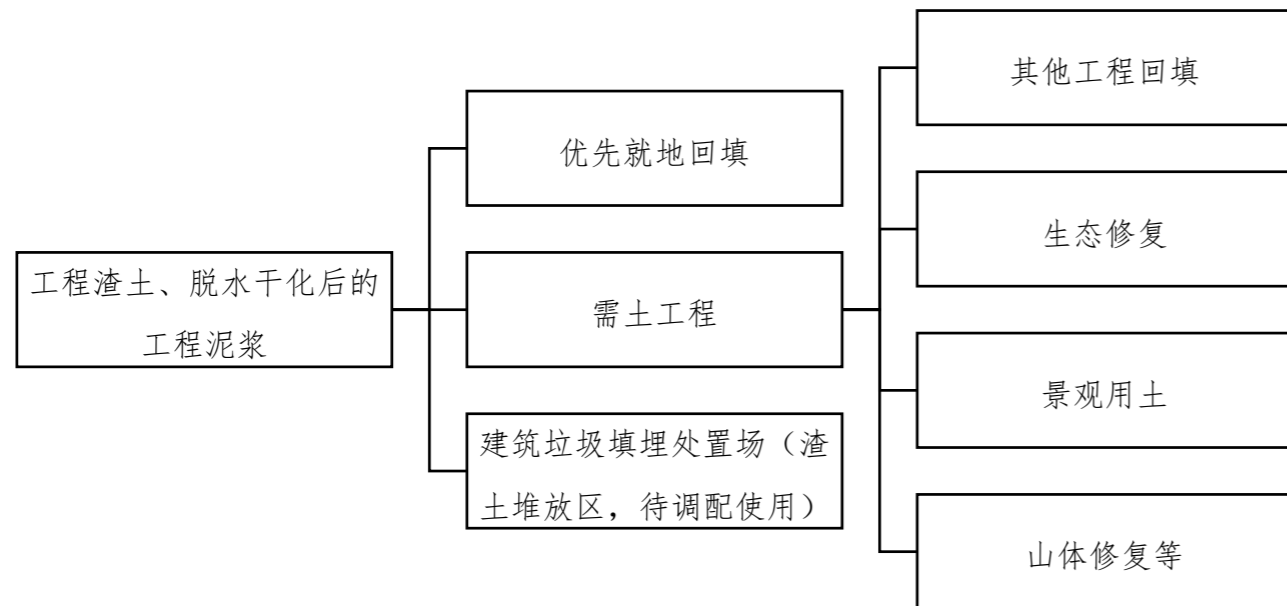 工程渣土、脱水干化后的
工程泥浆
优先就地回填
需土工程
建筑垃圾填埋处置场（渣
土堆放区，待调配使用）
其他工程回填
生态修复
景观用土
山体修复等